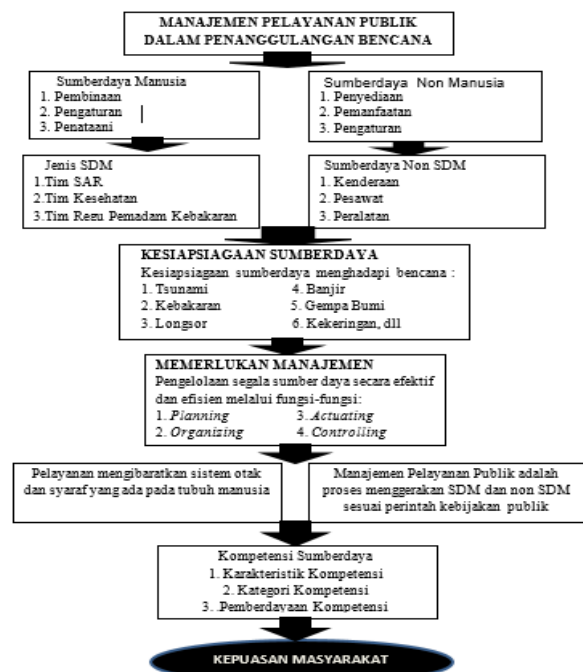 MANAJEMEN PELAYANAN PUBLIK
DALAM PENANGGULANGAN BENCANA
Sumberdaya Manusia
1. Pembinaan
2. Pengaturan
3. Penataani
Sumberdaya Non Manusia
1. Penyediaan
2. Pemanfaatan
3. Pengaturan
Jenis SDM
1.Tim SAR
2.Tim Kesehatan
3.Tim Regu Pemadam Kebakaran
Sumberdaya Non SDM
1. Kenderaan
2. Pesawat
3. Peralatan
KESIAPSIAGAAN SUMBERDAYA
Kesiapsiagaan sumberdaya menghadapi bencana :
1. Tsunami 4. Banjir
2. Kebakaran 5. Gempa Bumi
3. Longsor 6. Kekeringan, dll
MEMERLUKAN MANAJEMEN
Pengelolaan segala sumber daya secara efektif
dan efisien melalui fungsi-fungsi:
1. Planning 3. Actuating
2. Organizing 4. Controlling
Pelayanan mengibaratkan sistem otak
dan syaraf yang ada pada tubuh manusia
Manajemen Pelayanan Publik adalah
proses menggerakan SDM dan non SDM
sesuai perintah kebijakan publik
Kompetensi Sumberdaya
1. Karakteristik Kompetensi
2. Kategori Kompetensi
3. .Pemberdayaan Kompetensi
KEPUASAN MASYARAKAT